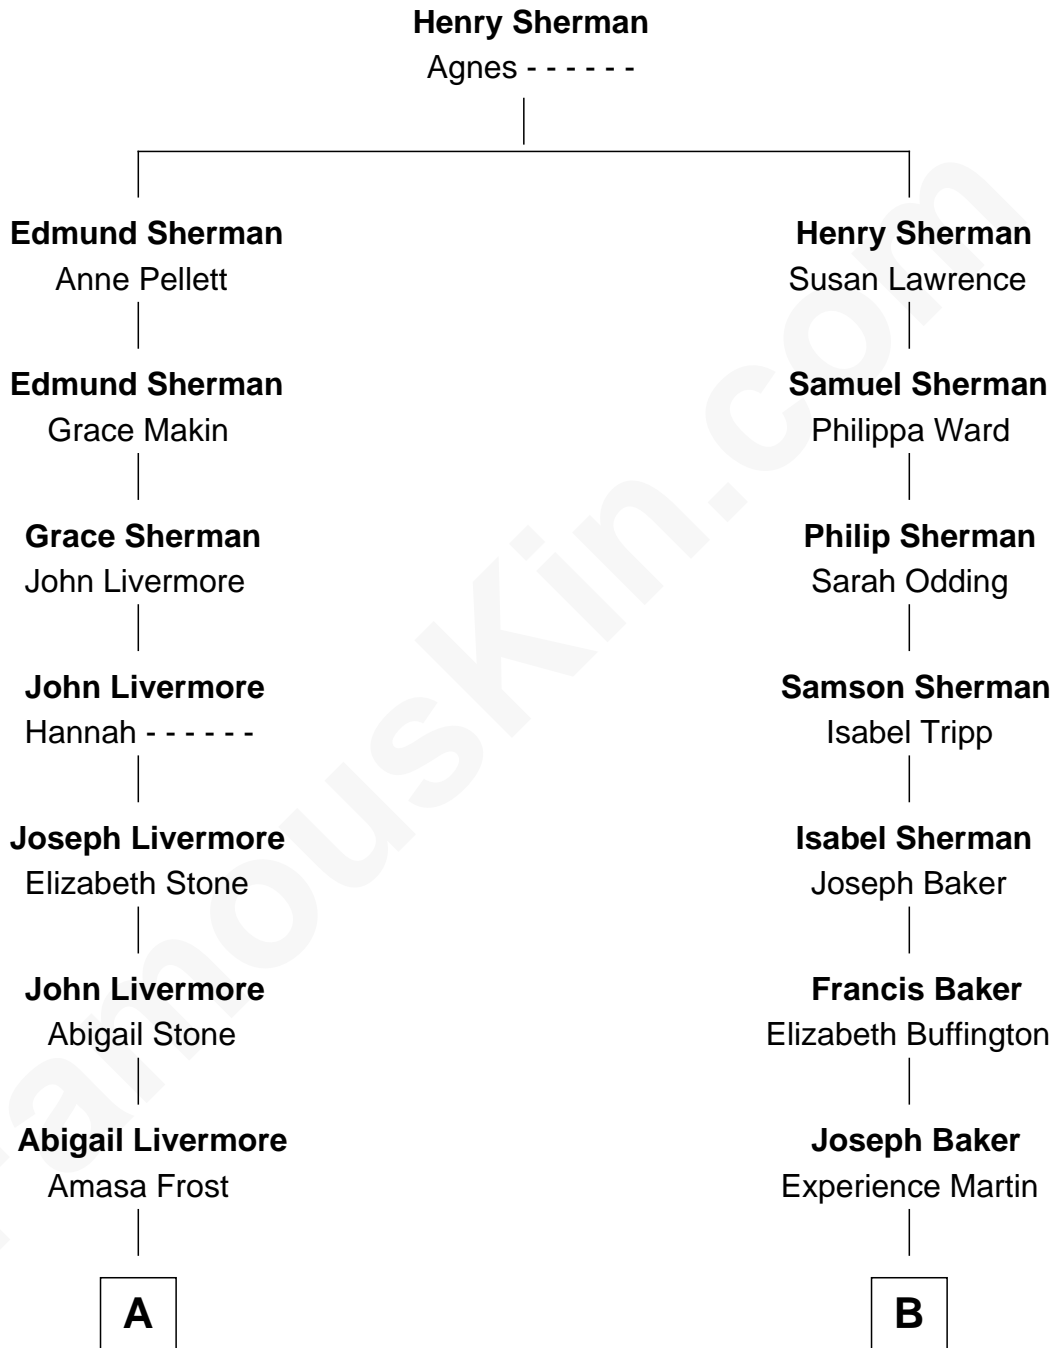 Henry Sherman
Agnes - - - - - -
Edmund Sherman
Anne Pellett
Henry Sherman
Susan Lawrence
Edmund Sherman
Grace Makin
Samuel Sherman
Philippa Ward
Grace Sherman
John Livermore
Philip Sherman
Sarah Odding
John Livermore
Hannah - - - - - -
Samson Sherman
Isabel Tripp
Joseph Livermore
Elizabeth Stone
Isabel Sherman
Joseph Baker
John Livermore
Abigail Stone
Francis Baker
Elizabeth Buffington
Abigail Livermore
Amasa Frost
Joseph Baker
Experience Martin
A
B
FamousKin.com